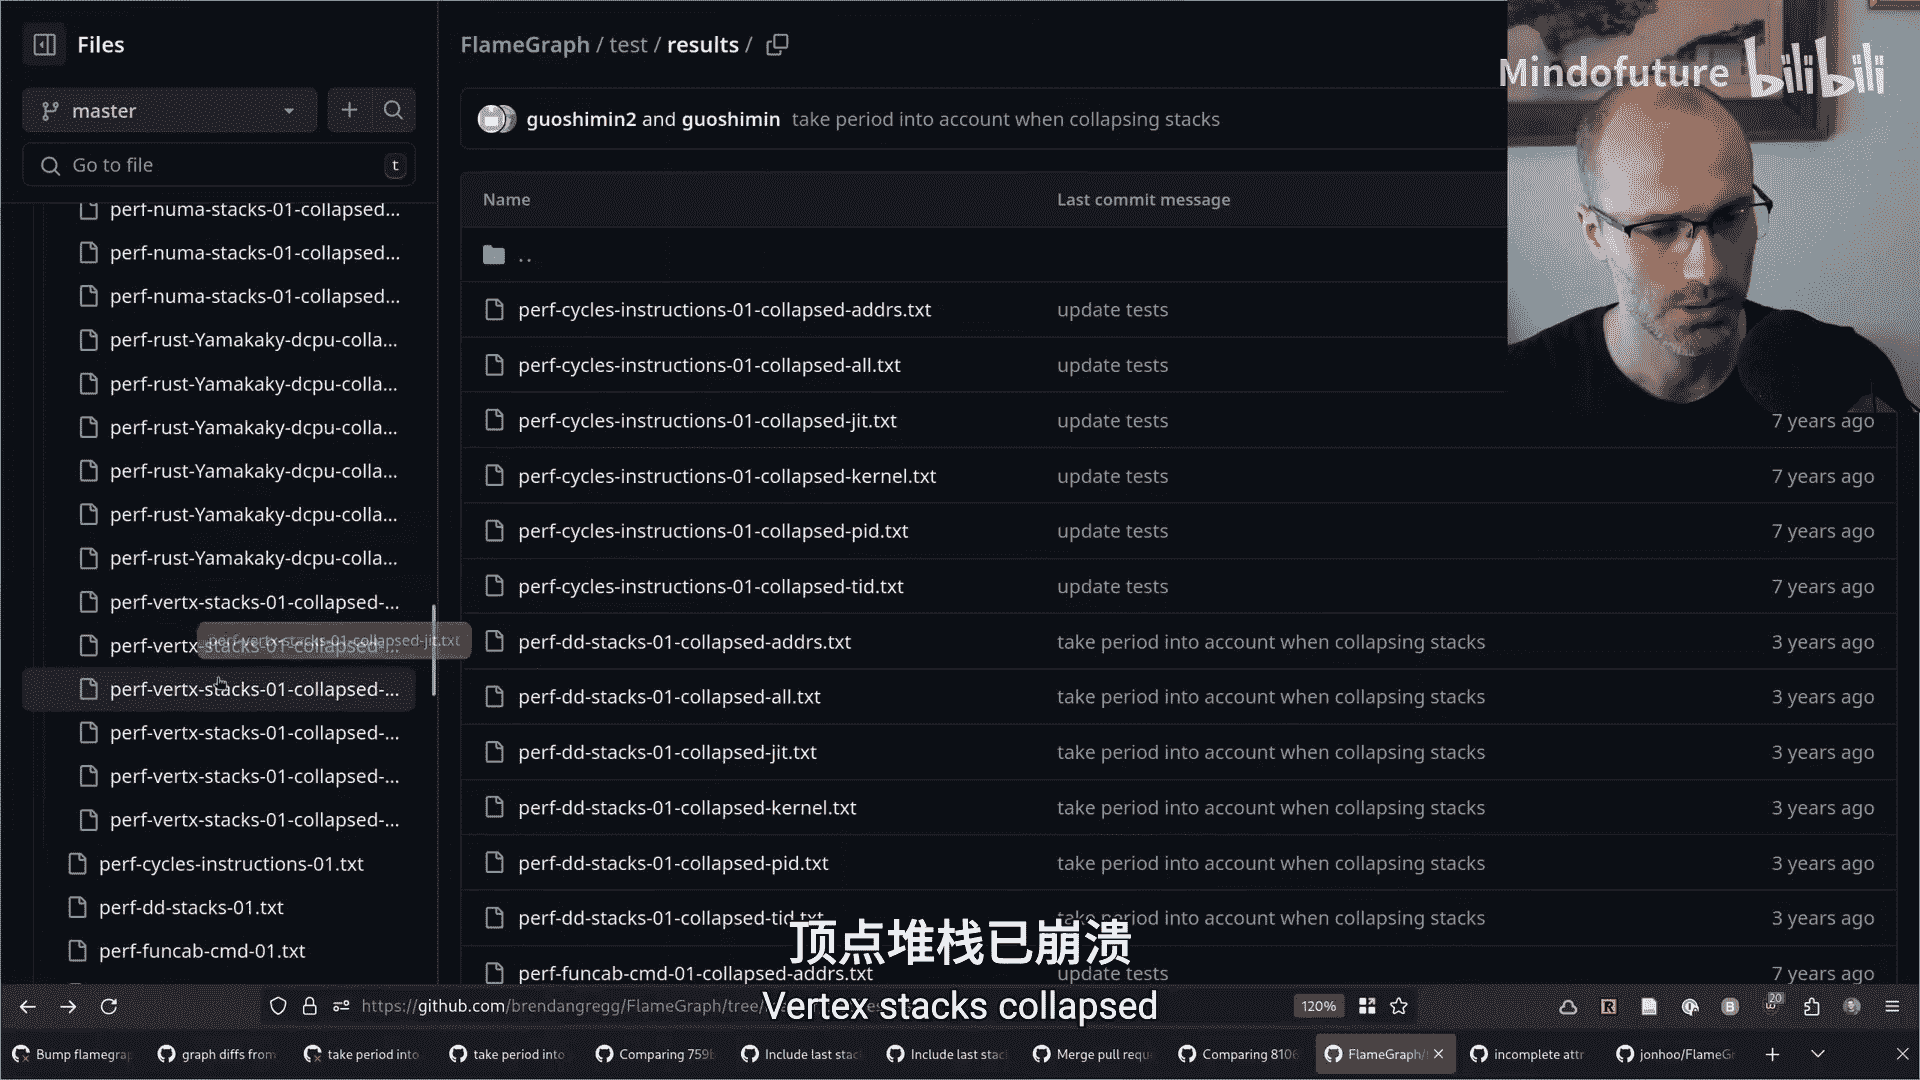 Files
master
Go to file
t
perf-numa-stacks-01-collapsed...
perf-numa-stacks-01-collapsed...
perf-numa-stacks-01-collapsed...
perf-rust-Yamakaky-dcpu-colla...
perf-rust-Yamakaky-dcpu-colla...
perf-rust-Yamakaky-dcpu-colla...
perf-rust-Yamakaky-dcpu-colla...
perf-rust-Yamakaky-dcpu-colla...
perf-rust-Yamakaky-dcpu-colla...
perf-vertx-stacks-01-collapsed-...
perf-vertx-stacks-01-collapsed-...
perf-vertx-stacks-01-collapsed-jit.txt
perf-vertx-stacks-01-collapsed-...
perf-vertx-stacks-01-collapsed-...
perf-vertx-stacks-01-collapsed-...
perf-vertx-stacks-01-collapsed-...
perf-cycles-instructions-01.txt
perf-dd-stacks-01.txt
perf-funcab-cmd-01.txt
FlameGraph / test / results /
guoshimin2 and guoshimin take period into account when collapsing stacks
Name Last commit message
..
perf-cycles-instructions-01-collapsed-addrs.txt update tests
perf-cycles-instructions-01-collapsed-all.txt update tests
perf-cycles-instructions-01-collapsed-jit.txt update tests 7 years ago
perf-cycles-instructions-01-collapsed-kernel.txt update tests 7 years ago
perf-cycles-instructions-01-collapsed-pid.txt update tests 7 years ago
perf-cycles-instructions-01-collapsed-tid.txt update tests 7 years ago
perf-dd-stacks-01-collapsed-addrs.txt take period into account when collapsing stacks 3 years ago
perf-dd-stacks-01-collapsed-all.txt take period into account when collapsing stacks 3 years ago
perf-dd-stacks-01-collapsed-jit.txt take period into account when collapsing stacks 3 years ago
perf-dd-stacks-01-collapsed-kernel.txt take period into account when collapsing stacks 3 years ago
perf-dd-stacks-01-collapsed-pid.txt take period into account when collapsing stacks 3 years ago
perf-dd-stacks-01-collapsed-tid.txt take period into account when collapsing stacks 3 years ago
perf-funcab-cmd-01-collapsed-addrs.txt update tests 7 years ago
Mindofuture bilibili
顶点堆栈已崩溃
Vertex stacks collapsed
https://github.com/brendangregg/FlameGraph/tree/
120%
20
Bump flamegra
graph diffs from
take period into
take period into
Comparing 759
Include last stac
Include last stac
Merge pull requ
Comparing 8106
FlameGraph/
incomplete attr
jonhoo/FlameGr